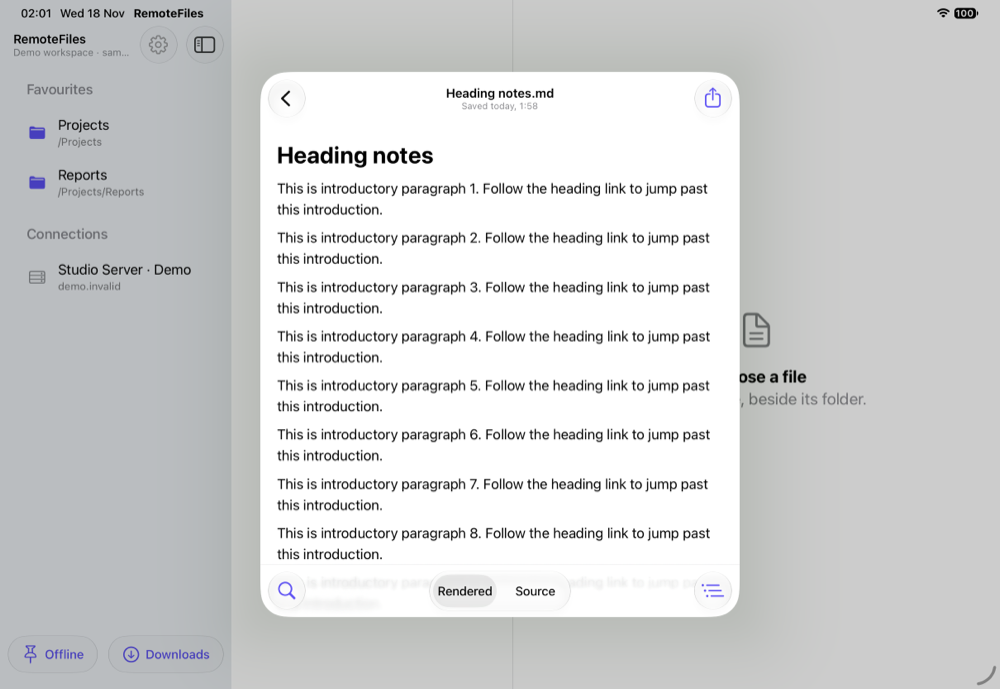 02:01 Wed 18 Nov RemoteFiles
100
RemoteFiles
Demo workspace · sam...
Favourites
Projects
/Projects
Reports
/Projects/Reports
Connections
Studio Server · Demo
demo.invalid
Offline
Downloads
Heading notes.md
Saved today, 1:58
Heading notes
This is introductory paragraph 1. Follow the heading link to jump past
this introduction.
This is introductory paragraph 2. Follow the heading link to jump past
this introduction.
This is introductory paragraph 3. Follow the heading link to jump past
this introduction.
This is introductory paragraph 4. Follow the heading link to jump past
this introduction.
This is introductory paragraph 5. Follow the heading link to jump past
this introduction.
This is introductory paragraph 6. Follow the heading link to jump past
this introduction.
This is introductory paragraph 7. Follow the heading link to jump past
this introduction.
This is introductory paragraph 8. Follow the heading link to jump past
this introduction.
Rendered
Source
ose a file
, beside its folder.